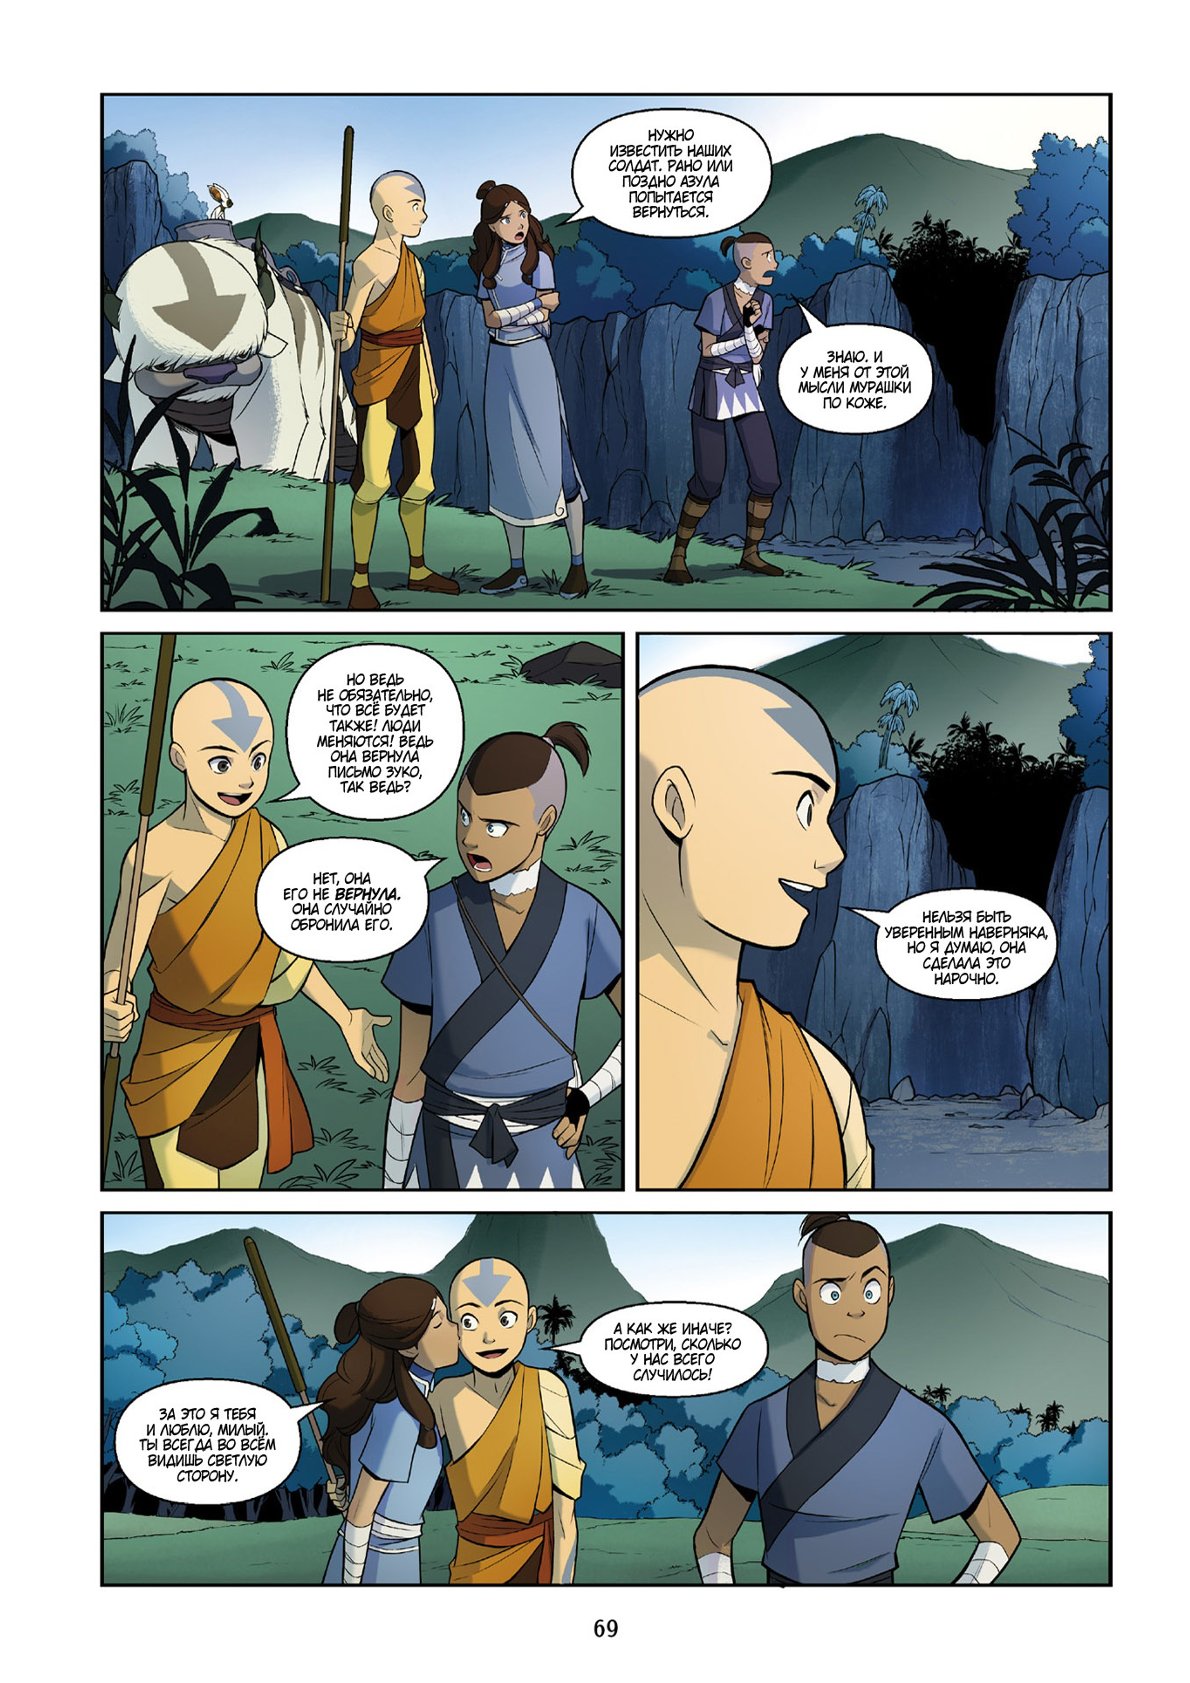 НУЖНО
ИЗВЕСТИТЬ НАШИХ
СОЛДАТ. РАНО ИЛИ
ПОЗДНО АЗУЛА
ПОПЫТАЕТСЯ
ВЕРНУТЬСЯ.
ЗНАЮ. И
У МЕНЯ ОТ ЭТОЙ
МЫСЛИ МУРАШКИ
ПО КОЖЕ.
НО ВЕДЬ
НЕ ОБЯЗАТЕЛЬНО,
ЧТО ВСЁ БУДЕТ
ТАКЖЕ! ЛЮДИ
МЕНЯЮТСЯ! ВЕДЬ
ОНА ВЕРНУЛА
ПИСЬМО ЗУКО,
ТАК ВЕДЬ?
НЕТ, ОНА
ЕГО НЕ ВЕРНУЛА.
ОНА СЛУЧАЙНО
ОБРОНИЛА ЕГО.
НЕЛЬЗЯ БЫТЬ
УВЕРЕННЫМ НАВЕРНЯКА,
НО Я ДУМАЮ, ОНА
СДЕЛАЛА ЭТО
НАРОЧНО.
ЗА ЭТО Я ТЕБЯ
И ЛЮБЛЮ, МИЛЫЙ.
ТЫ ВСЕГДА ВО ВСЁМ
ВИДИШЬ СВЕТЛУЮ
СТОРОНУ.
А КАК ЖЕ ИНАЧЕ?
ПОСМОТРИ, СКОЛЬКО
У НАС ВСЕГО
СЛУЧИЛОСЬ!
69